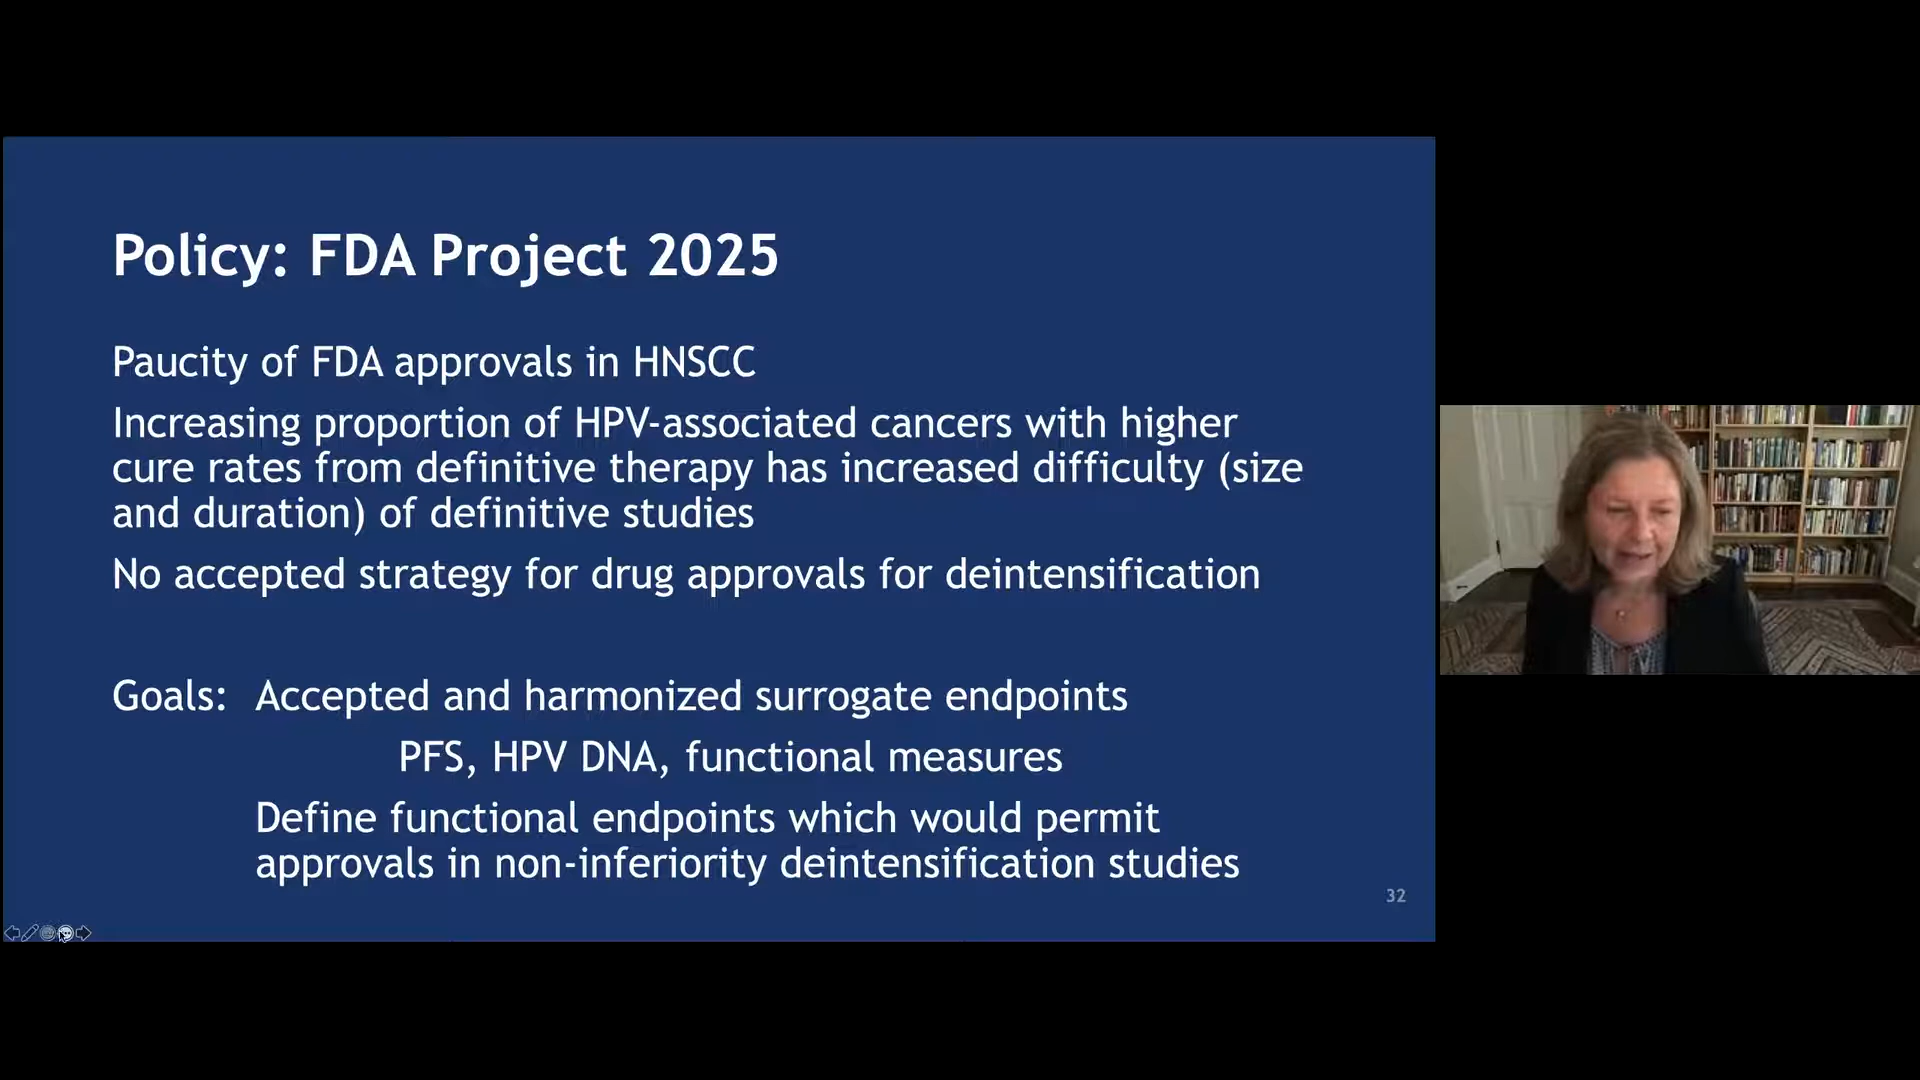 Policy: FDA Project 2025
Paucity of FDA approvals in HNSCC
Increasing proportion of HPV-associated cancers with higher
cure rates from definitive therapy has increased difficulty (size
and duration) of definitive studies
No accepted strategy for drug approvals for deintensification
Goals: Accepted and harmonized surrogate endpoints
PFS, HPV DNA, functional measures
Define functional endpoints which would permit
approvals in non-inferiority deintensification studies
32